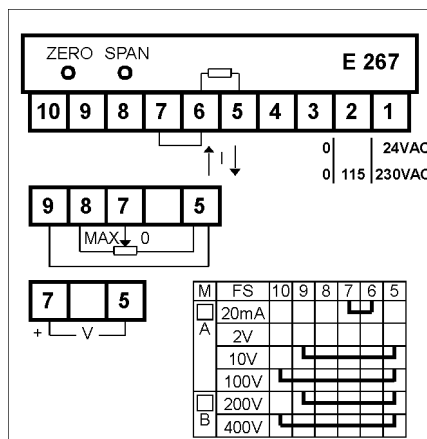 ZERO SPAN
E 267
10 9 8 7 6 5 4 3 2 1
I
0 24VAC
0 115 230VAC
9 8 7 5
MAX 0
7 5
+ V
M FS 10 9 8 7 6 5
A 20mA
2V
10V
100V
B 200V
400V